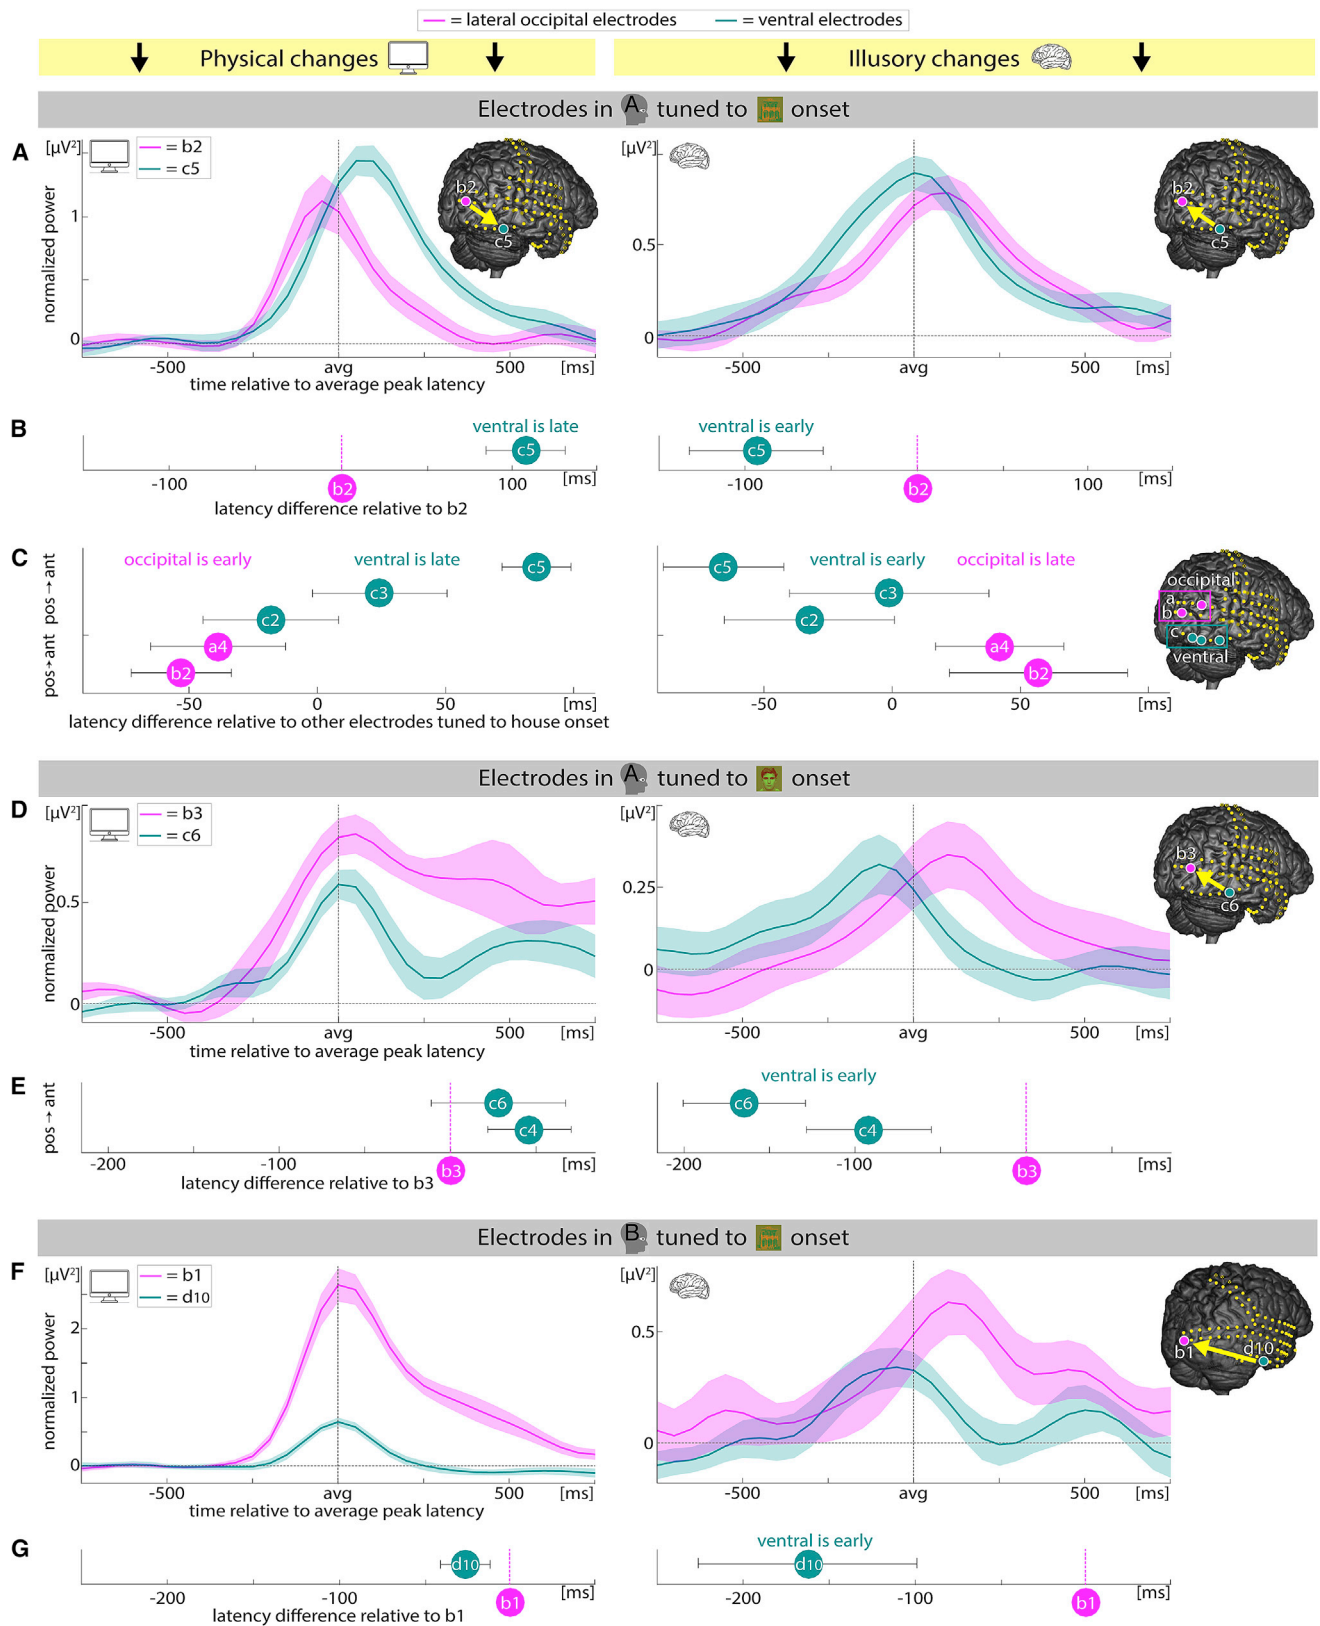 = lateral occipital electrodes = ventral electrodes
Physical changes Illusory changes
Electrodes in A tuned to onset
A
[μV²]
= b2
= c5
normalized power
1
0
-500 avg 500 [ms]
time relative to average peak latency
b2
c5
[μV²]
0.5
0
-500 avg 500 [ms]
b2
c5
B
ventral is late
c5
b2
-100 100 [ms]
latency difference relative to b2
ventral is early
c5
b2
-100 100 [ms]
C
pos→ant pos→ant
occipital is early ventral is late
c5
c3
c2
a4
b2
-50 0 50 [ms]
latency difference relative to other electrodes tuned to house onset
ventral is early occipital is late
c5
c3
c2
a4
b2
-50 0 50 [ms]
occipital
a
b
c
ventral
Electrodes in A tuned to onset
D
[μV²]
= b3
= c6
normalized power
0.5
0
-500 avg 500 [ms]
time relative to average peak latency
[μV²]
0.25
0
-500 avg 500 [ms]
b3
c6
E
pos→ant
c6
c4
-200 -100 b3 [ms]
latency difference relative to b3
ventral is early
c6
c4
-200 -100 b3 [ms]
Electrodes in B tuned to onset
F
[μV²]
= b1
= d10
normalized power
2
1
0
-500 avg 500 [ms]
time relative to average peak latency
[μV²]
0.5
0
-500 avg 500 [ms]
b1
d10
G
d10
-200 -100 b1 [ms]
latency difference relative to b1
ventral is early
d10
-200 -100 b1 [ms]